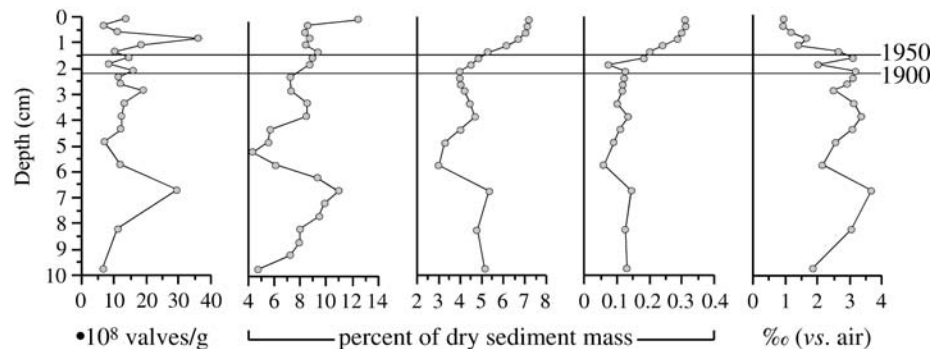 0
1
2
3
4
5
6
7
8
9
10
Depth (cm)
1950
1900
0 10 20 30 40
4 6 8 10 12 14
2 3 4 5 6 7 8
0 0.1 0.2 0.3 0.4
0 1 2 3 4
•10⁸ valves/g
percent of dry sediment mass
‰ (vs. air)